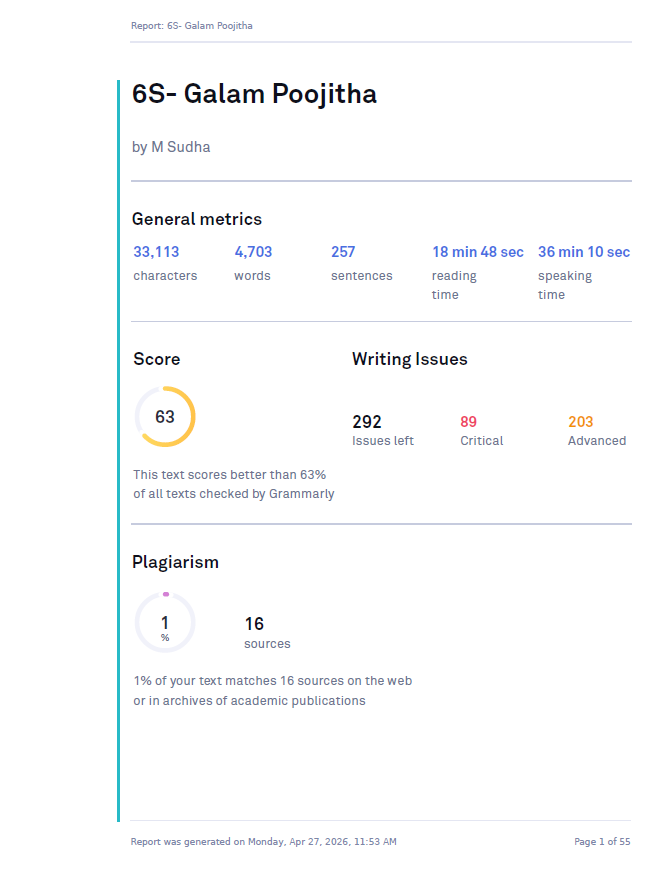 Report: 6S- Galam Poojitha
6S- Galam Poojitha
by M Sudha
General metrics
33,113 4,703 257 18 min 48 sec 36 min 10 sec
characters words sentences reading time speaking time
Score Writing Issues
63
292 89 203
Issues left Critical Advanced
This text scores better than 63%
of all texts checked by Grammarly
Plagiarism
1 % 16
sources
1% of your text matches 16 sources on the web
or in archives of academic publications
Report was generated on Monday, Apr 27, 2026, 11:53 AM Page 1 of 55